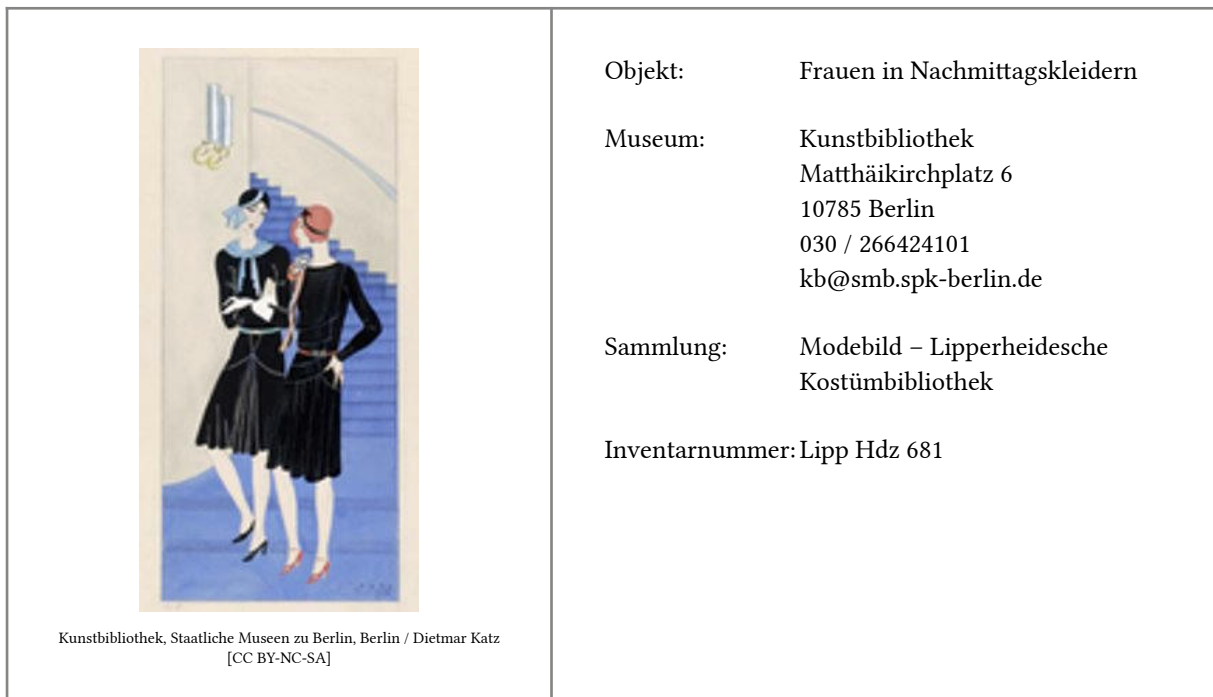 Objekt: Frauen in Nachmittagskleidern
Museum: Kunstbibliothek
Matthäikirchplatz 6
10785 Berlin
030 / 266424101
kb@smb.spk-berlin.de
Sammlung: Modebild – Lipperheidesche
Kostümbibliothek
Inventarnummer: Lipp Hdz 681
Kunstbibliothek, Staatliche Museen zu Berlin, Berlin / Dietmar Katz
[CC BY-NC-SA]